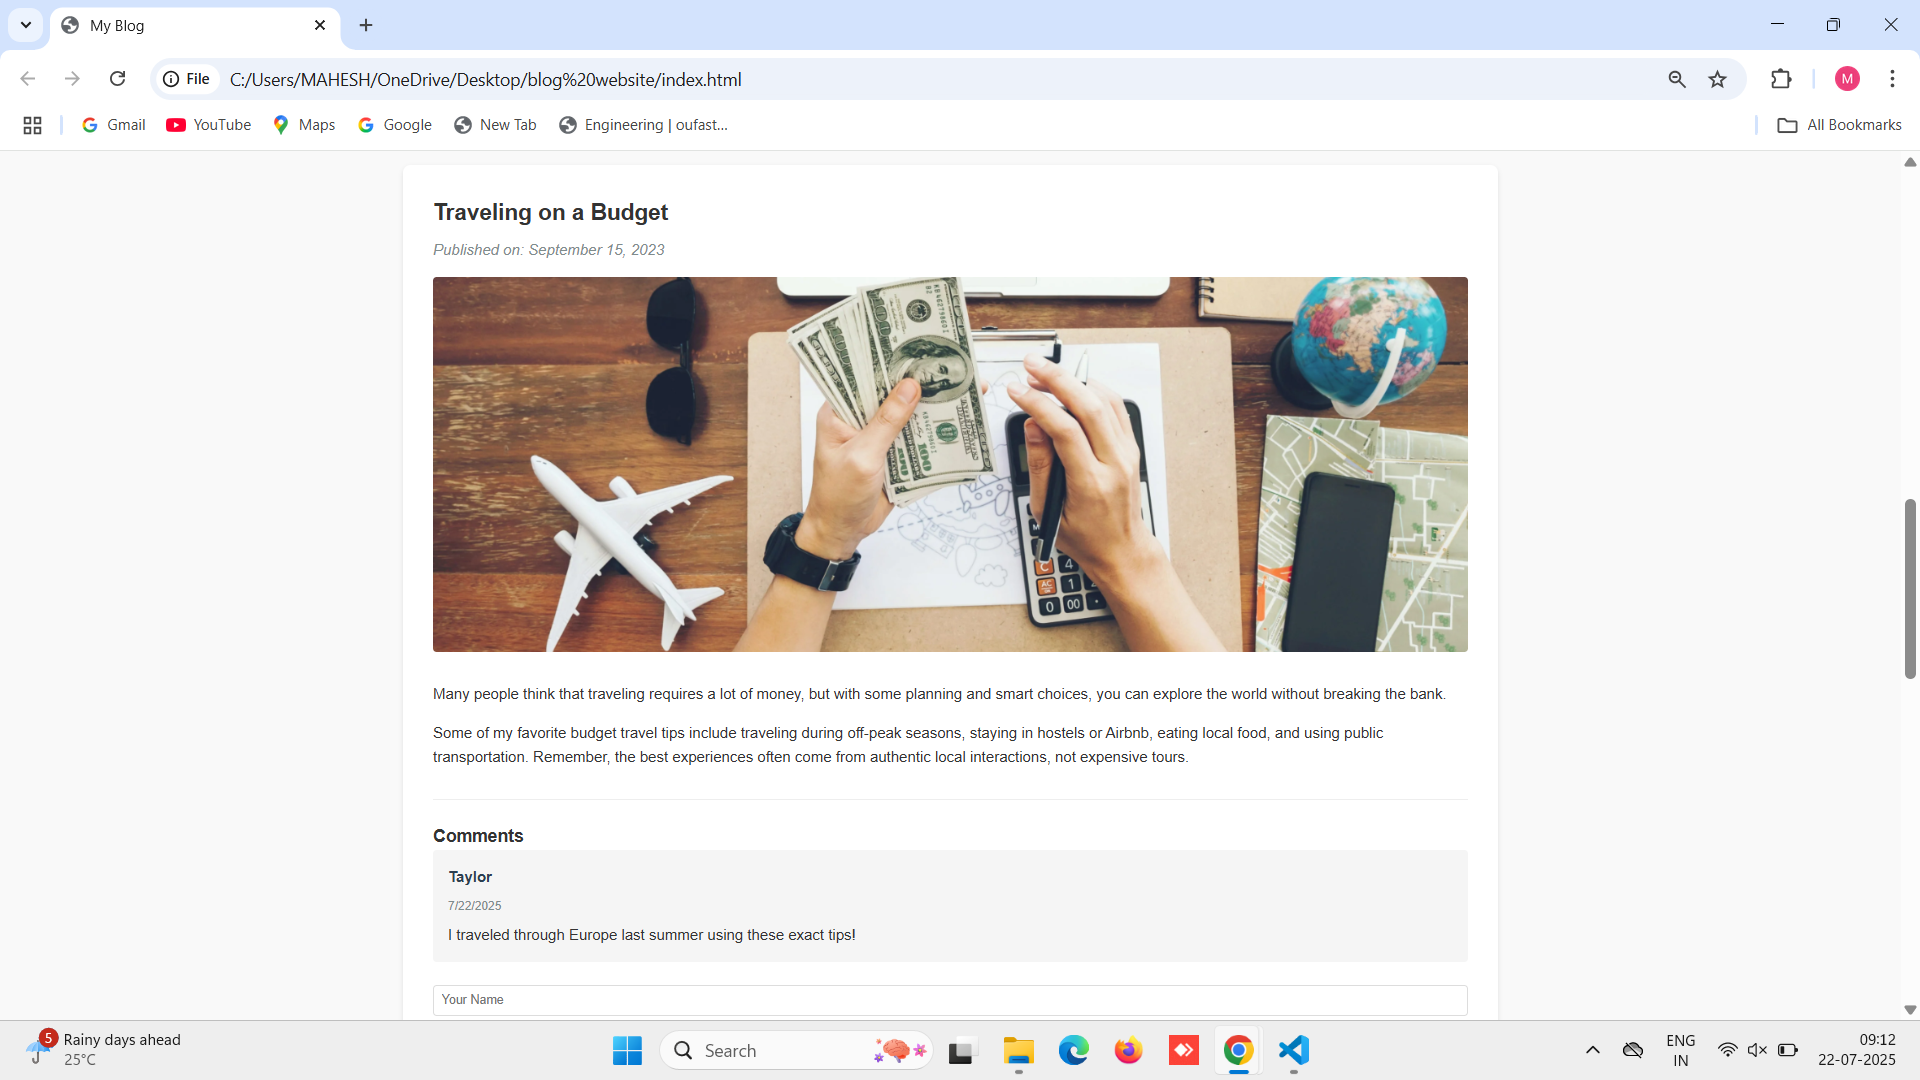 My Blog
File
C:/Users/MAHESH/OneDrive/Desktop/blog%20website/index.html
M
Gmail
YouTube
Maps
Google
New Tab
Engineering | oufast...
All Bookmarks
Traveling on a Budget
Published on: September 15, 2023
100
C 4
AC
1
0 00 .
Many people think that traveling requires a lot of money, but with some planning and smart choices, you can explore the world without breaking the bank.
Some of my favorite budget travel tips include traveling during off-peak seasons, staying in hostels or Airbnb, eating local food, and using public
transportation. Remember, the best experiences often come from authentic local interactions, not expensive tours.
Comments
Taylor
7/22/2025
I traveled through Europe last summer using these exact tips!
Your Name
5
Rainy days ahead
25°C
Search
ENG
IN
09:12
22-07-2025